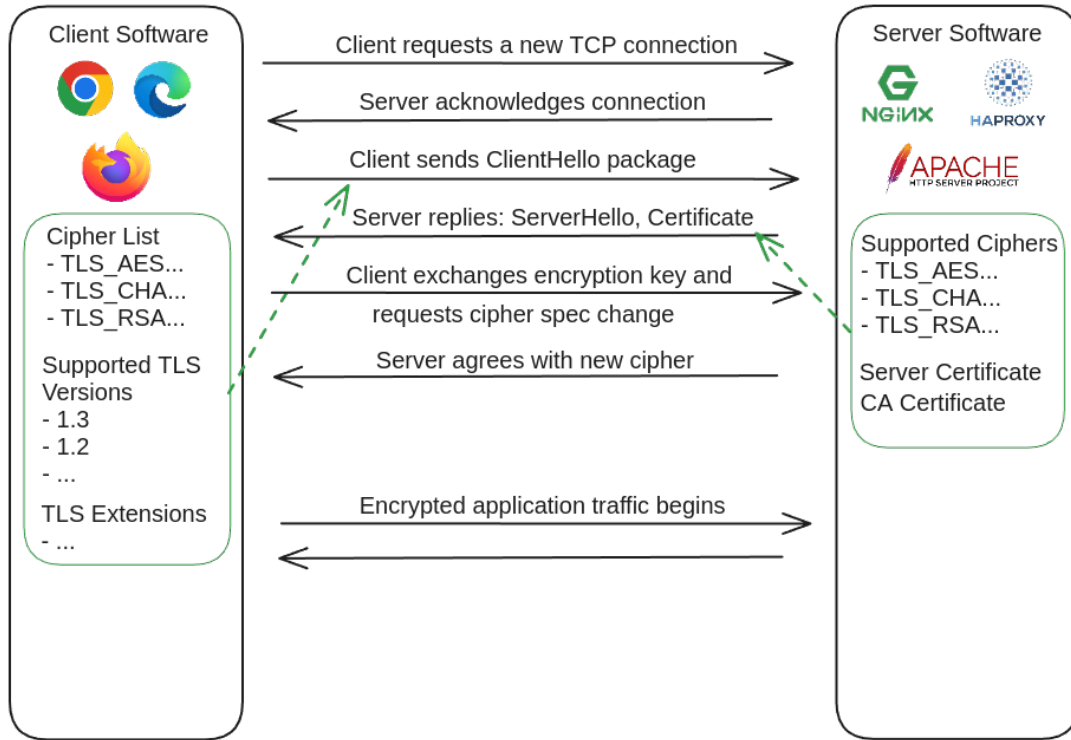 Client Software
Cipher List
- TLS_AES...
- TLS_CHA...
- TLS_RSA...
Supported TLS
Versions
- 1.3
- 1.2
- ...
TLS Extensions
- ...
Client requests a new TCP connection
Server acknowledges connection
Client sends ClientHello package
Server replies: ServerHello, Certificate
Client exchanges encryption key and
requests cipher spec change
Server agrees with new cipher
Encrypted application traffic begins
Server Software
NGiNX
HAPROXY
APACHE
HTTP SERVER PROJECT
Supported Ciphers
- TLS_AES...
- TLS_CHA...
- TLS_RSA...
Server Certificate
CA Certificate